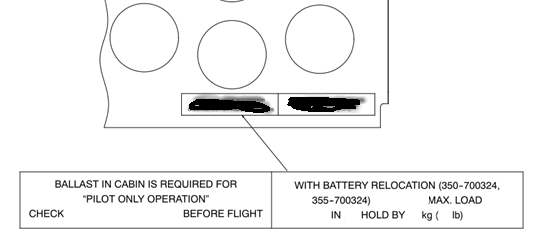 BALLAST IN CABIN IS REQUIRED FOR
"PILOT ONLY OPERATION"
CHECK BEFORE FLIGHT
WITH BATTERY RELOCATION (350-700324,
355-700324) MAX. LOAD
IN HOLD BY kg ( lb)